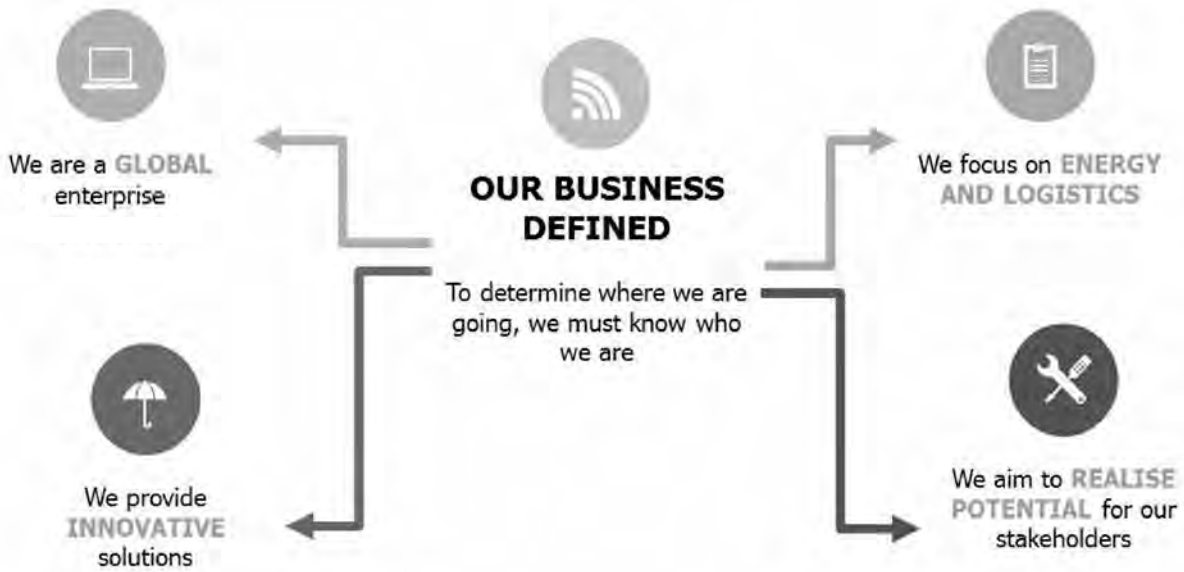 We are a GLOBAL
enterprise
OUR BUSINESS
DEFINED
To determine where we are
going, we must know who
we are
We focus on ENERGY
AND LOGISTICS
We provide
INNOVATIVE
solutions
We aim to REALISE
POTENTIAL for our
stakeholders